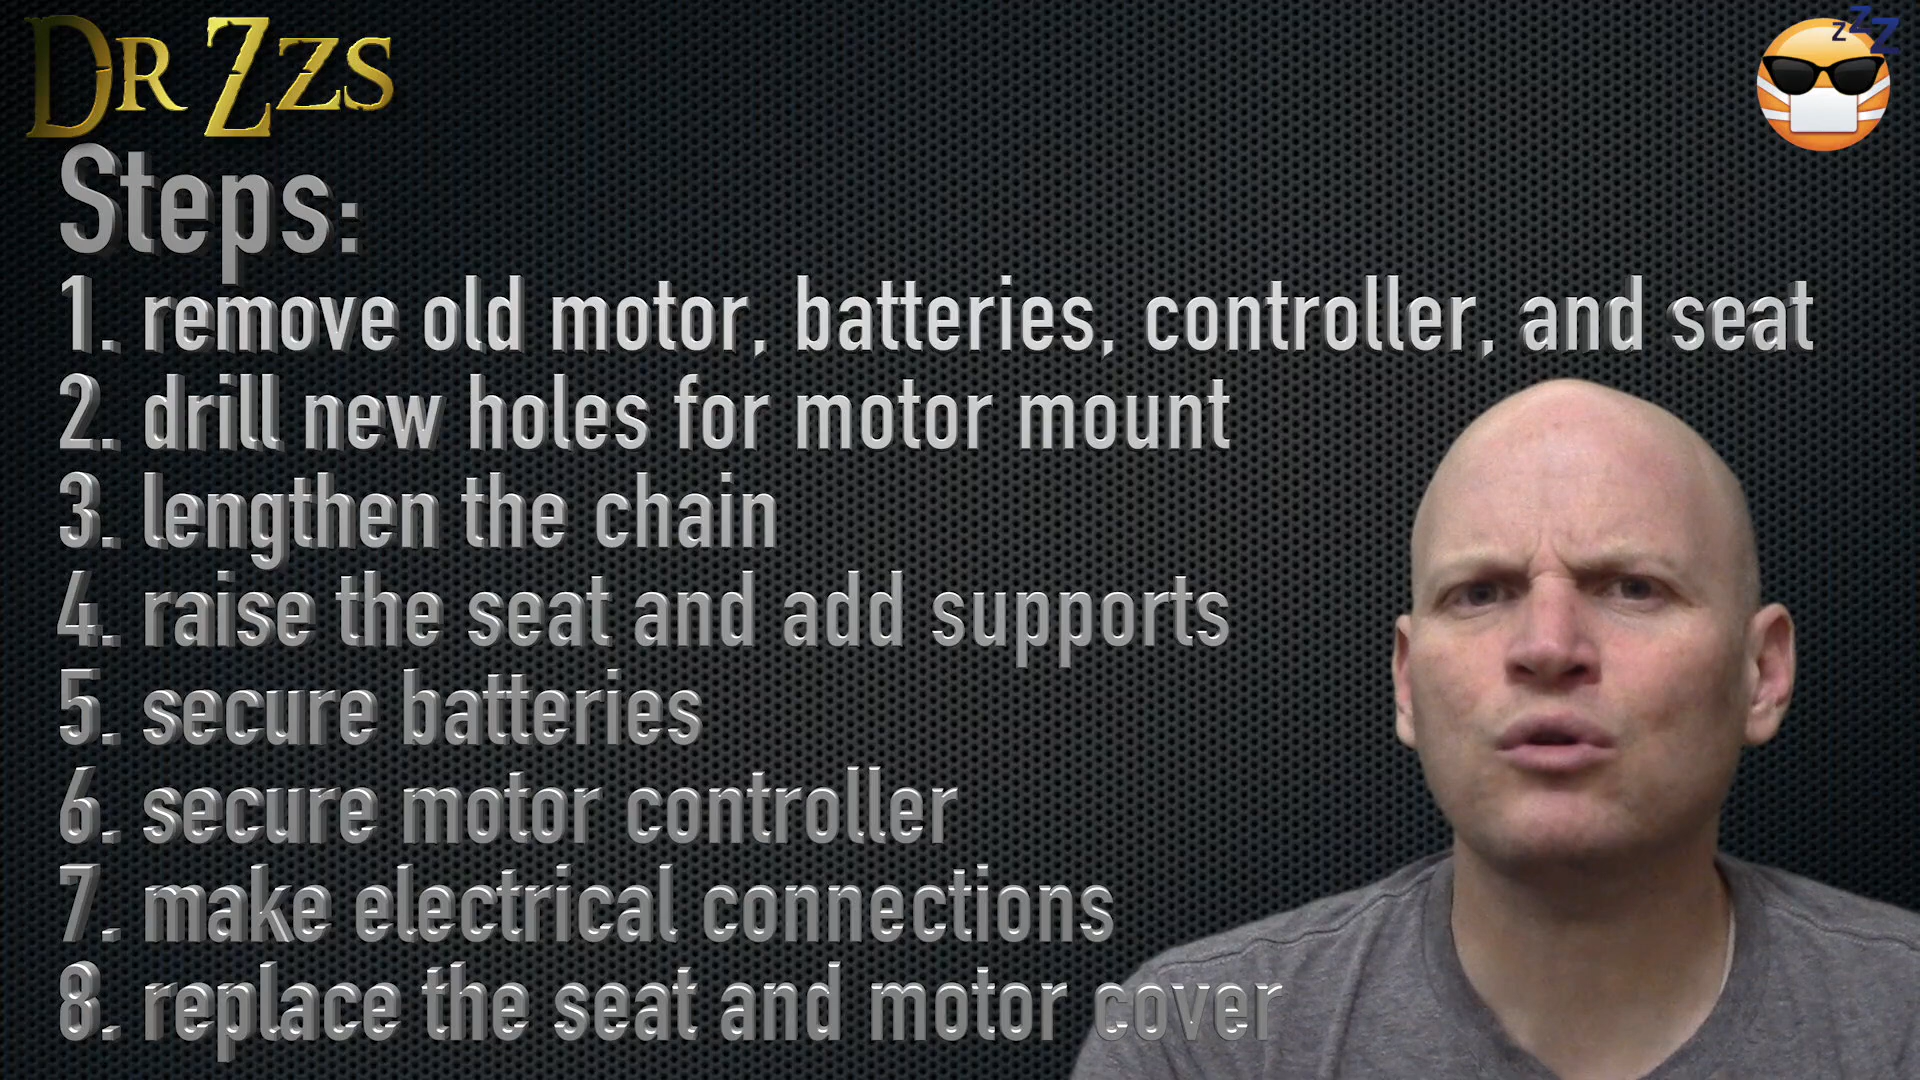 Dr Zzs
zzz
Steps:
1. remove old motor, batteries, controller, and seat
2. drill new holes for motor mount
3. lengthen the chain
4. raise the seat and add supports
5. secure batteries
6. secure motor controller
7. make electrical connections
8. replace the seat and motor cover